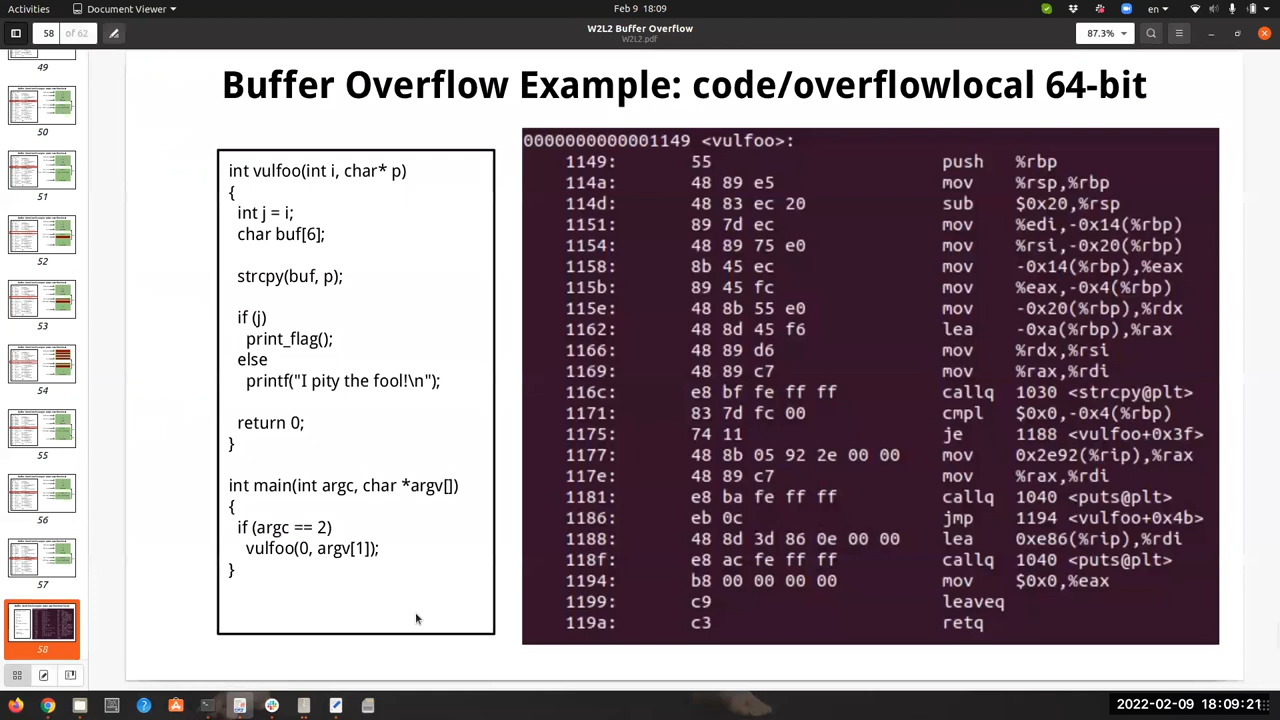 Activities
Document Viewer
Feb 9 18:09
en
58 of 62
W2L2 Buffer Overflow
W2L2.pdf
87.3%
49
50
51
52
53
54
55
56
57
58
Buffer Overflow Example: code/overflowlocal 64-bit
int vulfoo(int i, char* p)
{
int j = i;
char buf[6];
strcpy(buf, p);
if (j)
print_flag();
else
printf("I pity the fool!\n");
return 0;
}
int main(int argc, char *argv[])
{
if (argc == 2)
vulfoo(0, argv[1]);
}
0000000000001149 <vulfoo>:
1149: 55 push %rbp
114a: 48 89 e5 mov %rsp,%rbp
114d: 48 83 ec 20 sub $0x20,%rsp
1151: 89 7d ec mov %edi,-0x14(%rbp)
1154: 48 89 75 e0 mov %rsi,-0x20(%rbp)
1158: 8b 45 ec mov -0x14(%rbp),%eax
115b: 89 45 fc mov %eax,-0x4(%rbp)
115e: 48 8b 55 e0 mov -0x20(%rbp),%rdx
1162: 48 8d 45 f6 lea -0xa(%rbp),%rax
1166: 48 89 d6 mov %rdx,%rsi
1169: 48 89 c7 mov %rax,%rdi
116c: e8 bf fe ff ff callq 1030 <strcpy@plt>
1171: 83 7d fc 00 cmpl $0x0,-0x4(%rbp)
1175: 74 11 je 1188 <vulfoo+0x3f>
1177: 48 8b 05 92 2e 00 00 mov 0x2e92(%rip),%rax
117e: 48 89 c7 mov %rax,%rdi
1181: e8 ba fe ff ff callq 1040 <puts@plt>
1186: eb 0c jmp 1194 <vulfoo+0x4b>
1188: 48 8d 3d 86 0e 00 00 lea 0xe86(%rip),%rdi
118f: e8 ac fe ff ff callq 1040 <puts@plt>
1194: b8 00 00 00 00 mov $0x0,%eax
1199: c9 leaveq
119a: c3 retq
2022-02-09 18:09:21